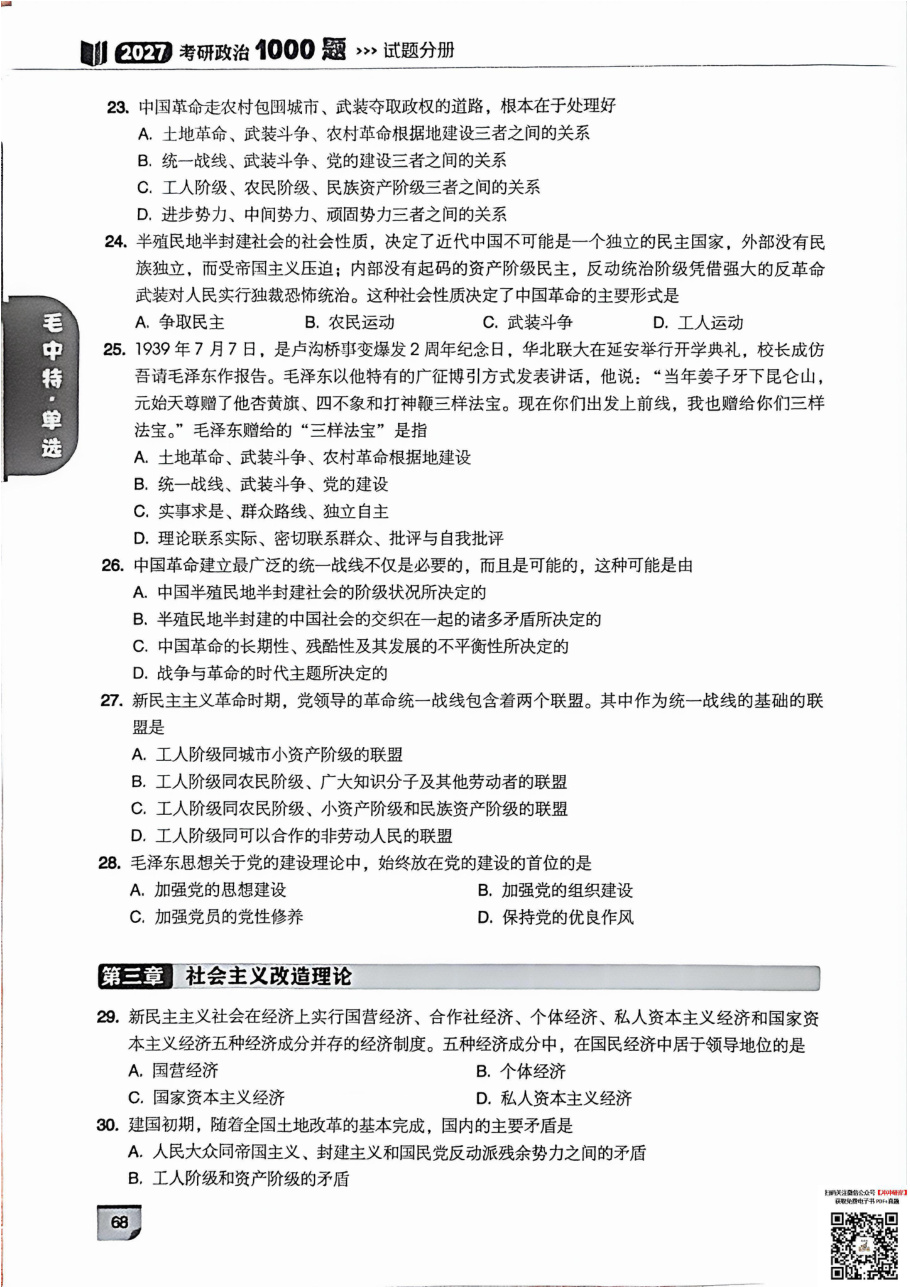 2027 考研政治1000题 >>> 试题分册
23. 中国革命走农村包围城市、武装夺取政权的道路，根本在于处理好
A. 土地革命、武装斗争、农村革命根据地建设三者之间的关系
B. 统一战线、武装斗争、党的建设三者之间的关系
C. 工人阶级、农民阶级、民族资产阶级三者之间的关系
D. 进步势力、中间势力、顽固势力三者之间的关系
24. 半殖民地半封建社会的社会性质，决定了近代中国不可能是一个独立的民主国家，外部没有民
族独立，而受帝国主义压迫；内部没有起码的资产阶级民主，反动统治阶级凭借强大的反革命
武装对人民实行独裁恐怖统治。这种社会性质决定了中国革命的主要形式是
A. 争取民主 B. 农民运动 C. 武装斗争 D. 工人运动
25. 1939年7月7日，是卢沟桥事变爆发2周年纪念日，华北联大在延安举行开学典礼，校长成仿
吾请毛泽东作报告。毛泽东以他特有的广征博引方式发表讲话，他说：“当年姜子牙下昆仑山，
元始天尊赠了他杏黄旗、四不象和打神鞭三样法宝。现在你们出发上前线，我也赠给你们三样
法宝。”毛泽东赠给的“三样法宝”是指
A. 土地革命、武装斗争、农村革命根据地建设
B. 统一战线、武装斗争、党的建设
C. 实事求是、群众路线、独立自主
D. 理论联系实际、密切联系群众、批评与自我批评
26. 中国革命建立最广泛的统一战线不仅是必要的，而且是可能的，这种可能是由
A. 中国半殖民地半封建社会的阶级状况所决定的
B. 半殖民地半封建的中国社会的交织在一起的诸多矛盾所决定的
C. 中国革命的长期性、残酷性及其发展的不平衡性所决定的
D. 战争与革命的时代主题所决定的
27. 新民主主义革命时期，党领导的革命统一战线包含着两个联盟。其中作为统一战线的基础的联
盟是
A. 工人阶级同城市小资产阶级的联盟
B. 工人阶级同农民阶级、广大知识分子及其他劳动者的联盟
C. 工人阶级同农民阶级、小资产阶级和民族资产阶级的联盟
D. 工人阶级同可以合作的非劳动人民的联盟
28. 毛泽东思想关于党的建设理论中，始终放在党的建设的首位的是
A. 加强党的思想建设 B. 加强党的组织建设
C. 加强党员的党性修养 D. 保持党的优良作风
第三章 社会主义改造理论
29. 新民主主义社会在经济上实行国营经济、合作社经济、个体经济、私人资本主义经济和国家资
本主义经济五种经济成分并存的经济制度。五种经济成分中，在国民经济中居于领导地位的是
A. 国营经济 B. 个体经济
C. 国家资本主义经济 D. 私人资本主义经济
30. 建国初期，随着全国土地改革的基本完成，国内的主要矛盾是
A. 人民大众同帝国主义、封建主义和国民党反动派残余势力之间的矛盾
B. 工人阶级和资产阶级的矛盾
68
毛中特·单选
扫码关注微信公众号【冲冲研资】
获取免费电子书PDF+真题